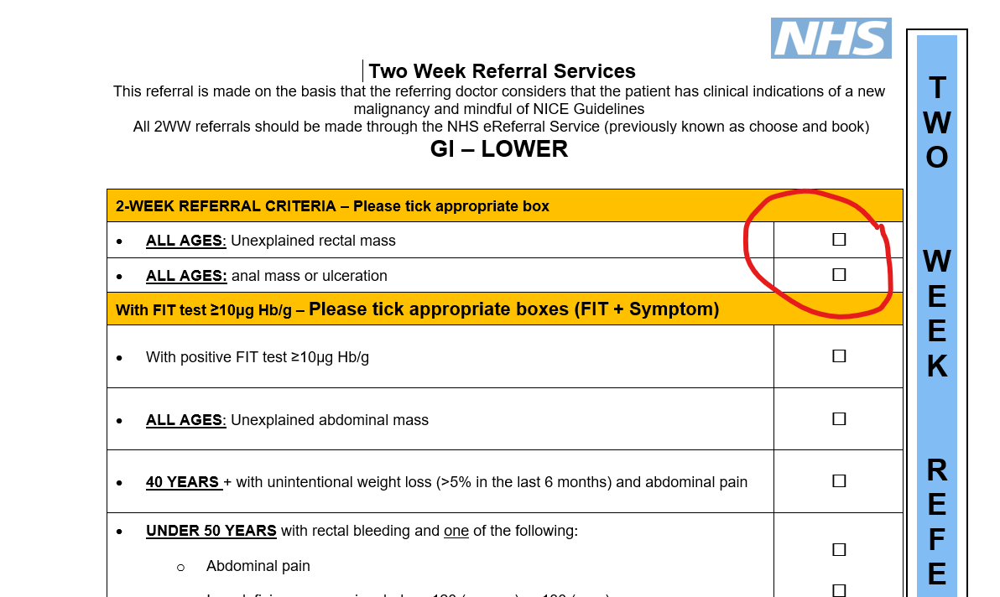 NHS
Two Week Referral Services
This referral is made on the basis that the referring doctor considers that the patient has clinical indications of a new
malignancy and mindful of NICE Guidelines
All 2WW referrals should be made through the NHS eReferral Service (previously known as choose and book)
GI – LOWER
2-WEEK REFERRAL CRITERIA – Please tick appropriate box
• ALL AGES: Unexplained rectal mass ☐
• ALL AGES: anal mass or ulceration ☐
With FIT test ≥10µg Hb/g – Please tick appropriate boxes (FIT + Symptom)
• With positive FIT test ≥10µg Hb/g ☐
• ALL AGES: Unexplained abdominal mass ☐
• 40 YEARS + with unintentional weight loss (>5% in the last 6 months) and abdominal pain ☐
• UNDER 50 YEARS with rectal bleeding and one of the following:
o Abdominal pain ☐
TWO WEEK REFE